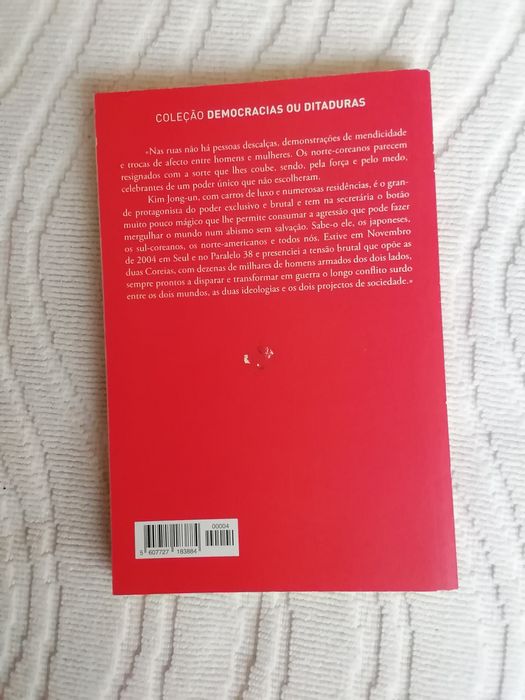 COLEÇÃO DEMOCRACIAS OU DITADURAS
«Nas ruas não há pessoas descalças, demonstrações de mendicidade
e trocas de afecto entre homens e mulheres. Os norte-coreanos parecem
resignados com a sorte que lhes coube, sendo, pela força e pelo medo,
celebrantes de um poder único que não escolheram.
Kim Jong-un, com carros de luxo e numerosas residências, é o gran-
de protagonista do poder exclusivo e brutal e tem na secretária o botão
muito pouco mágico que lhe permite consumar a agressão que pode fazer
mergulhar o mundo num abismo sem salvação. Sabe-o ele, os japoneses,
os sul-coreanos, os norte-americanos e todos nós. Estive em Novembro
de 2004 em Seul e no Paralelo 38 e presenciei a tensão brutal que opõe as
duas Coreias, com dezenas de milhares de homens armados dos dois lados,
sempre prontos a disparar e transformar em guerra o longo conflito surdo
entre os dois mundos, as duas ideologias e os dois projectos de sociedade.»
00004
5 607727 183884